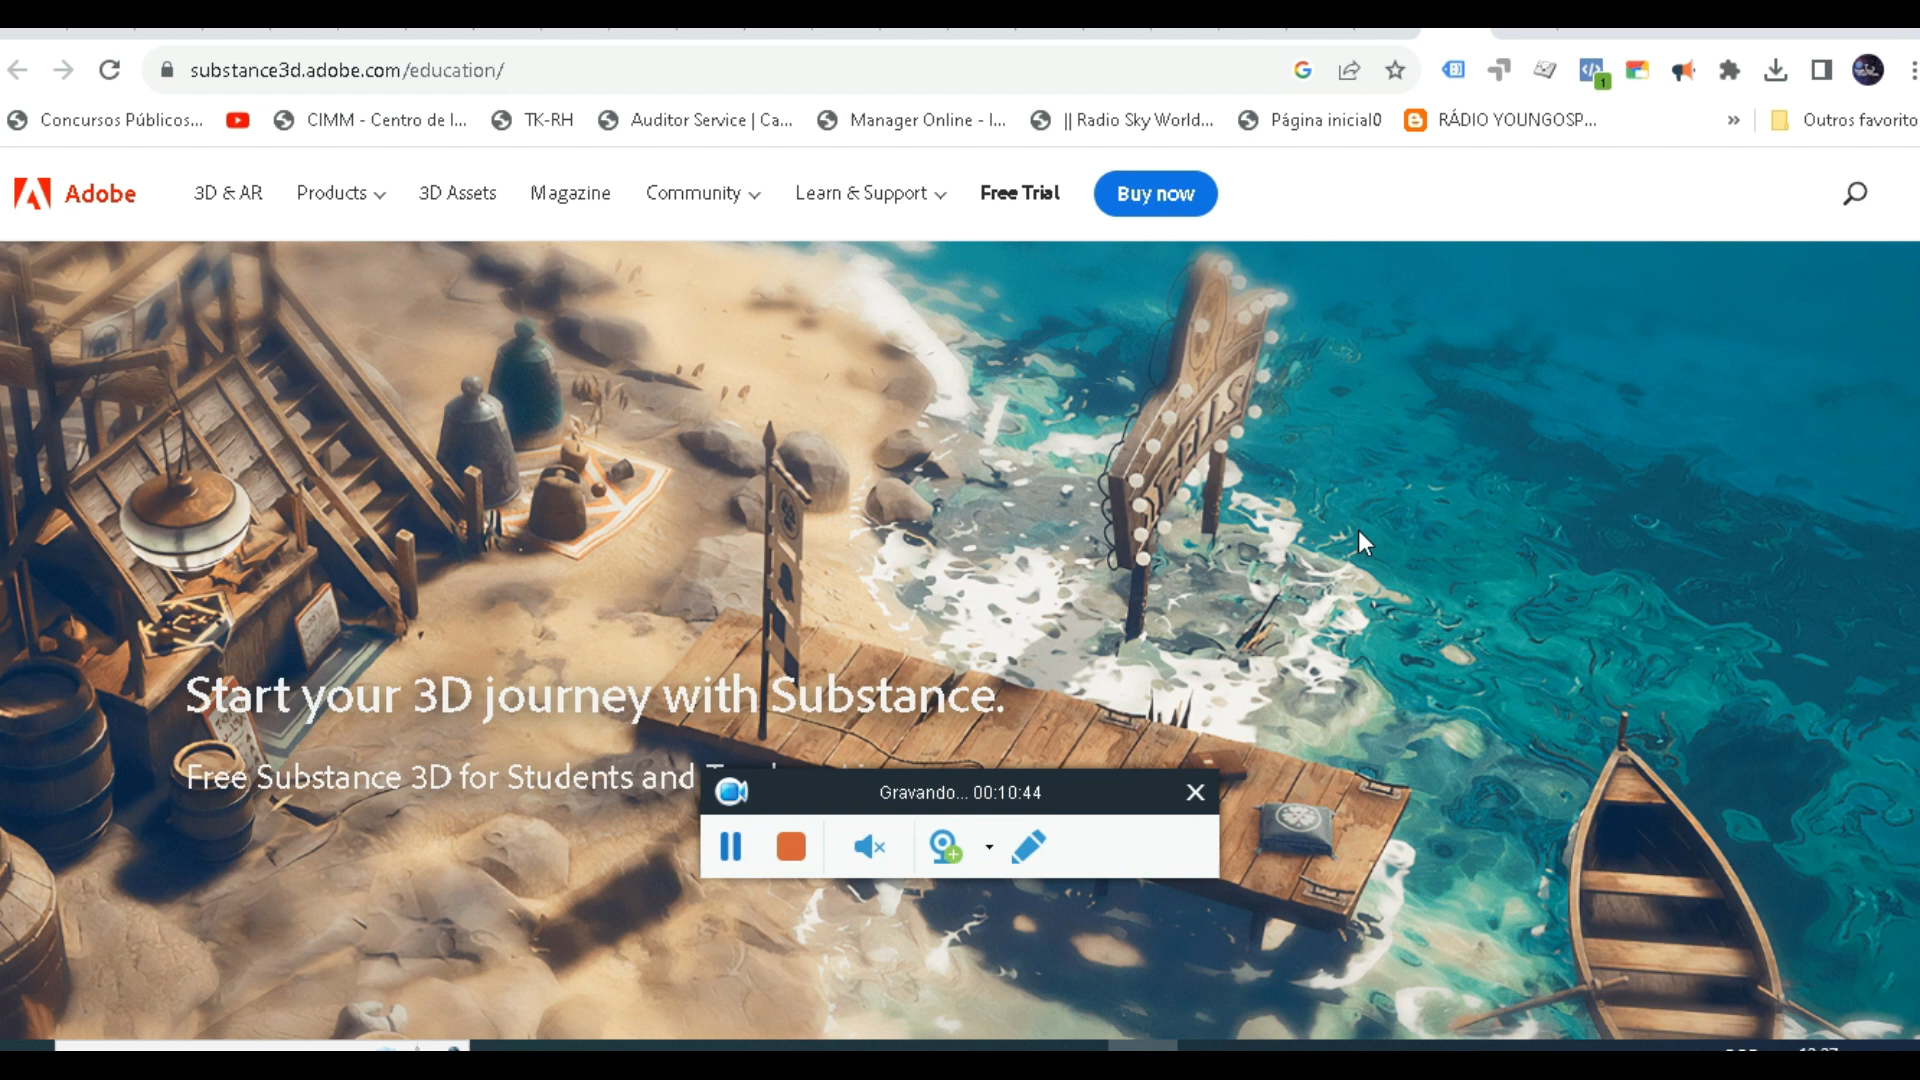 substance3d.adobe.com/education/
1
Concursos Públicos... CIMM - Centro de I... TK-RH Auditor Service | Ca... Manager Online - I... || Radio Sky World... Página inicial0 RÁDIO YOUNGOSP... » Outros favorito
Adobe 3D & AR Products 3D Assets Magazine Community Learn & Support Free Trial Buy now
Start your 3D journey with Substance.
Free Substance 3D for Students and
Gravando... 00:10:44